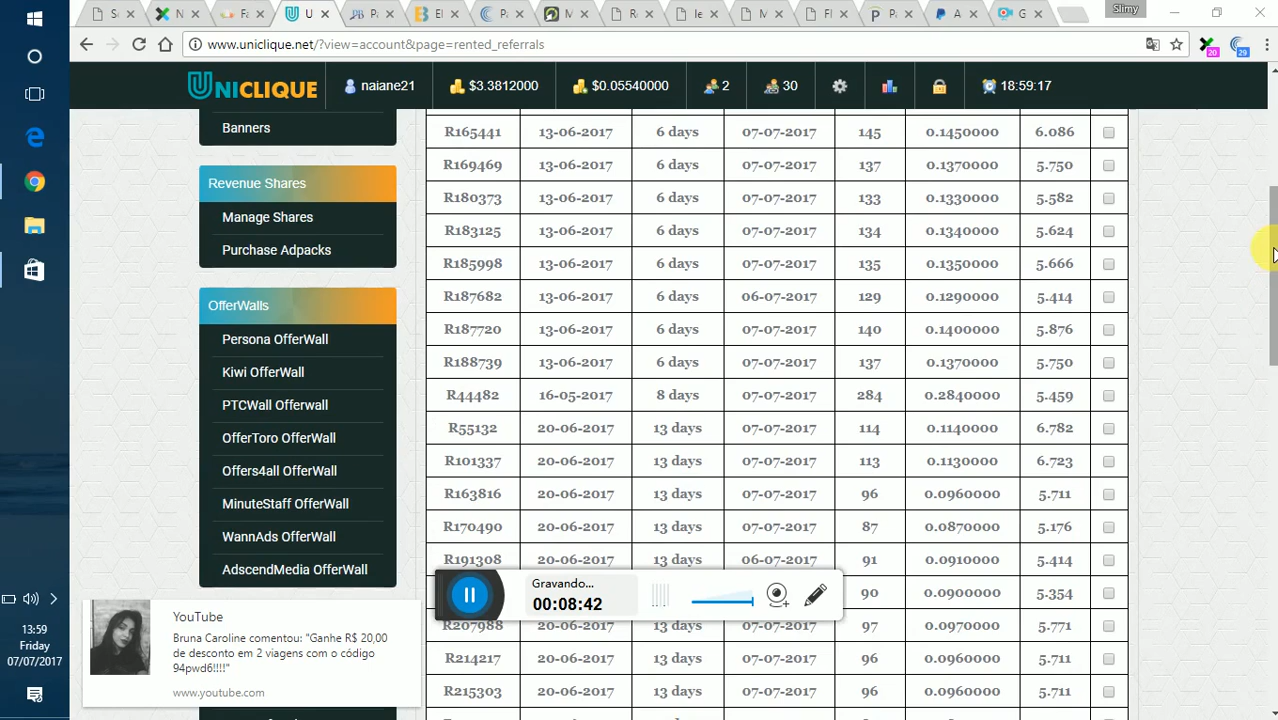 Slimy
www.uniclique.net/?view=account&page=rented_referrals
20
29
UNICLIQUE
naiane21
$3.3812000
$0.05540000
2
30
18:59:17
Banners
Revenue Shares
Manage Shares
Purchase Adpacks
OfferWalls
Persona OfferWall
Kiwi OfferWall
PTCWall Offerwall
OfferToro OfferWall
Offers4all OfferWall
MinuteStaff OfferWall
WannAds OfferWall
AdscendMedia OfferWall
R165441 13-06-2017 6 days 07-07-2017 145 0.1450000 6.086
R169469 13-06-2017 6 days 07-07-2017 137 0.1370000 5.750
R180373 13-06-2017 6 days 07-07-2017 133 0.1330000 5.582
R183125 13-06-2017 6 days 07-07-2017 134 0.1340000 5.624
R185998 13-06-2017 6 days 07-07-2017 135 0.1350000 5.666
R187682 13-06-2017 6 days 06-07-2017 129 0.1290000 5.414
R187720 13-06-2017 6 days 07-07-2017 140 0.1400000 5.876
R188739 13-06-2017 6 days 07-07-2017 137 0.1370000 5.750
R44482 16-05-2017 8 days 07-07-2017 284 0.2840000 5.459
R55132 20-06-2017 13 days 07-07-2017 114 0.1140000 6.782
R101337 20-06-2017 13 days 07-07-2017 113 0.1130000 6.723
R163816 20-06-2017 13 days 07-07-2017 96 0.0960000 5.711
R170490 20-06-2017 13 days 07-07-2017 87 0.0870000 5.176
R191308 20-06-2017 13 days 06-07-2017 91 0.0910000 5.414
90 0.0900000 5.354
R207988 20-06-2017 13 days 07-07-2017 97 0.0970000 5.771
R214217 20-06-2017 13 days 07-07-2017 96 0.0960000 5.711
R215303 20-06-2017 13 days 07-07-2017 96 0.0960000 5.711
Gravando...
00:08:42
YouTube
Bruna Caroline comentou: "Ganhe R$ 20,00
de desconto em 2 viagens com o código
94pwd6!!!!"
www.youtube.com
13:59
Friday
07/07/2017